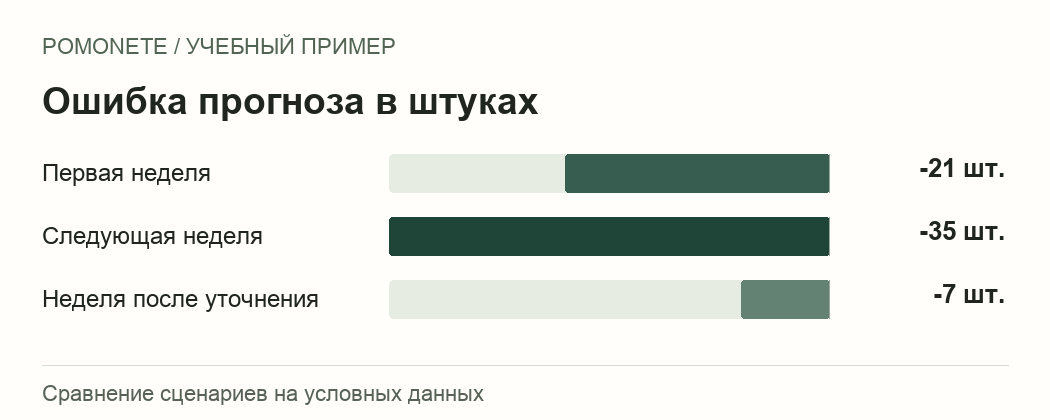 POMONETE / УЧЕБНЫЙ ПРИМЕР
Ошибка прогноза в штуках
Первая неделя -21 шт.
Следующая неделя -35 шт.
Неделя после уточнения -7 шт.
Сравнение сценариев на условных данных